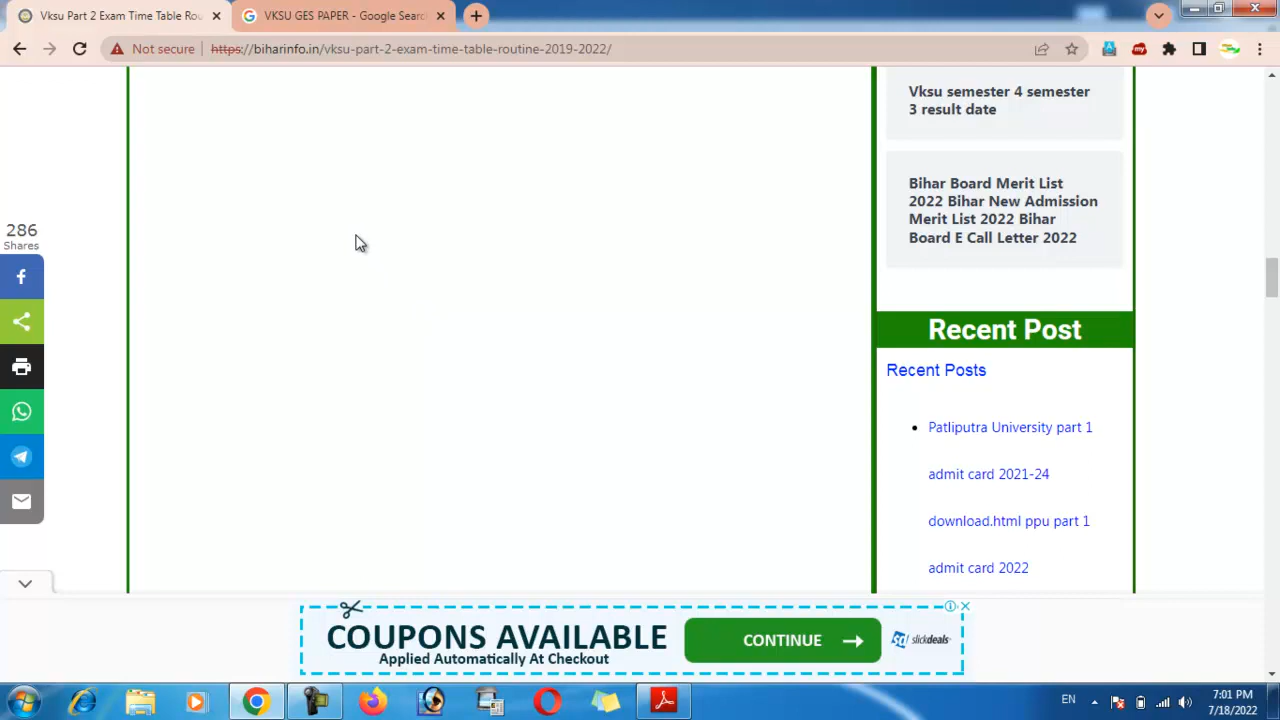 Vksu Part 2 Exam Time Table Rou
VKSU GES PAPER - Google Searc
Not secure
https://biharinfo.in/vksu-part-2-exam-time-table-routine-2019-2022/
Vksu semester 4 semester
3 result date
Bihar Board Merit List
2022 Bihar New Admission
Merit List 2022 Bihar
Board E Call Letter 2022
286
Shares
Recent Post
Recent Posts
Patliputra University part 1
admit card 2021-24
download.html ppu part 1
admit card 2022
COUPONS AVAILABLE
Applied Automatically At Checkout
CONTINUE
slickdeals
EN
7:01 PM
7/18/2022